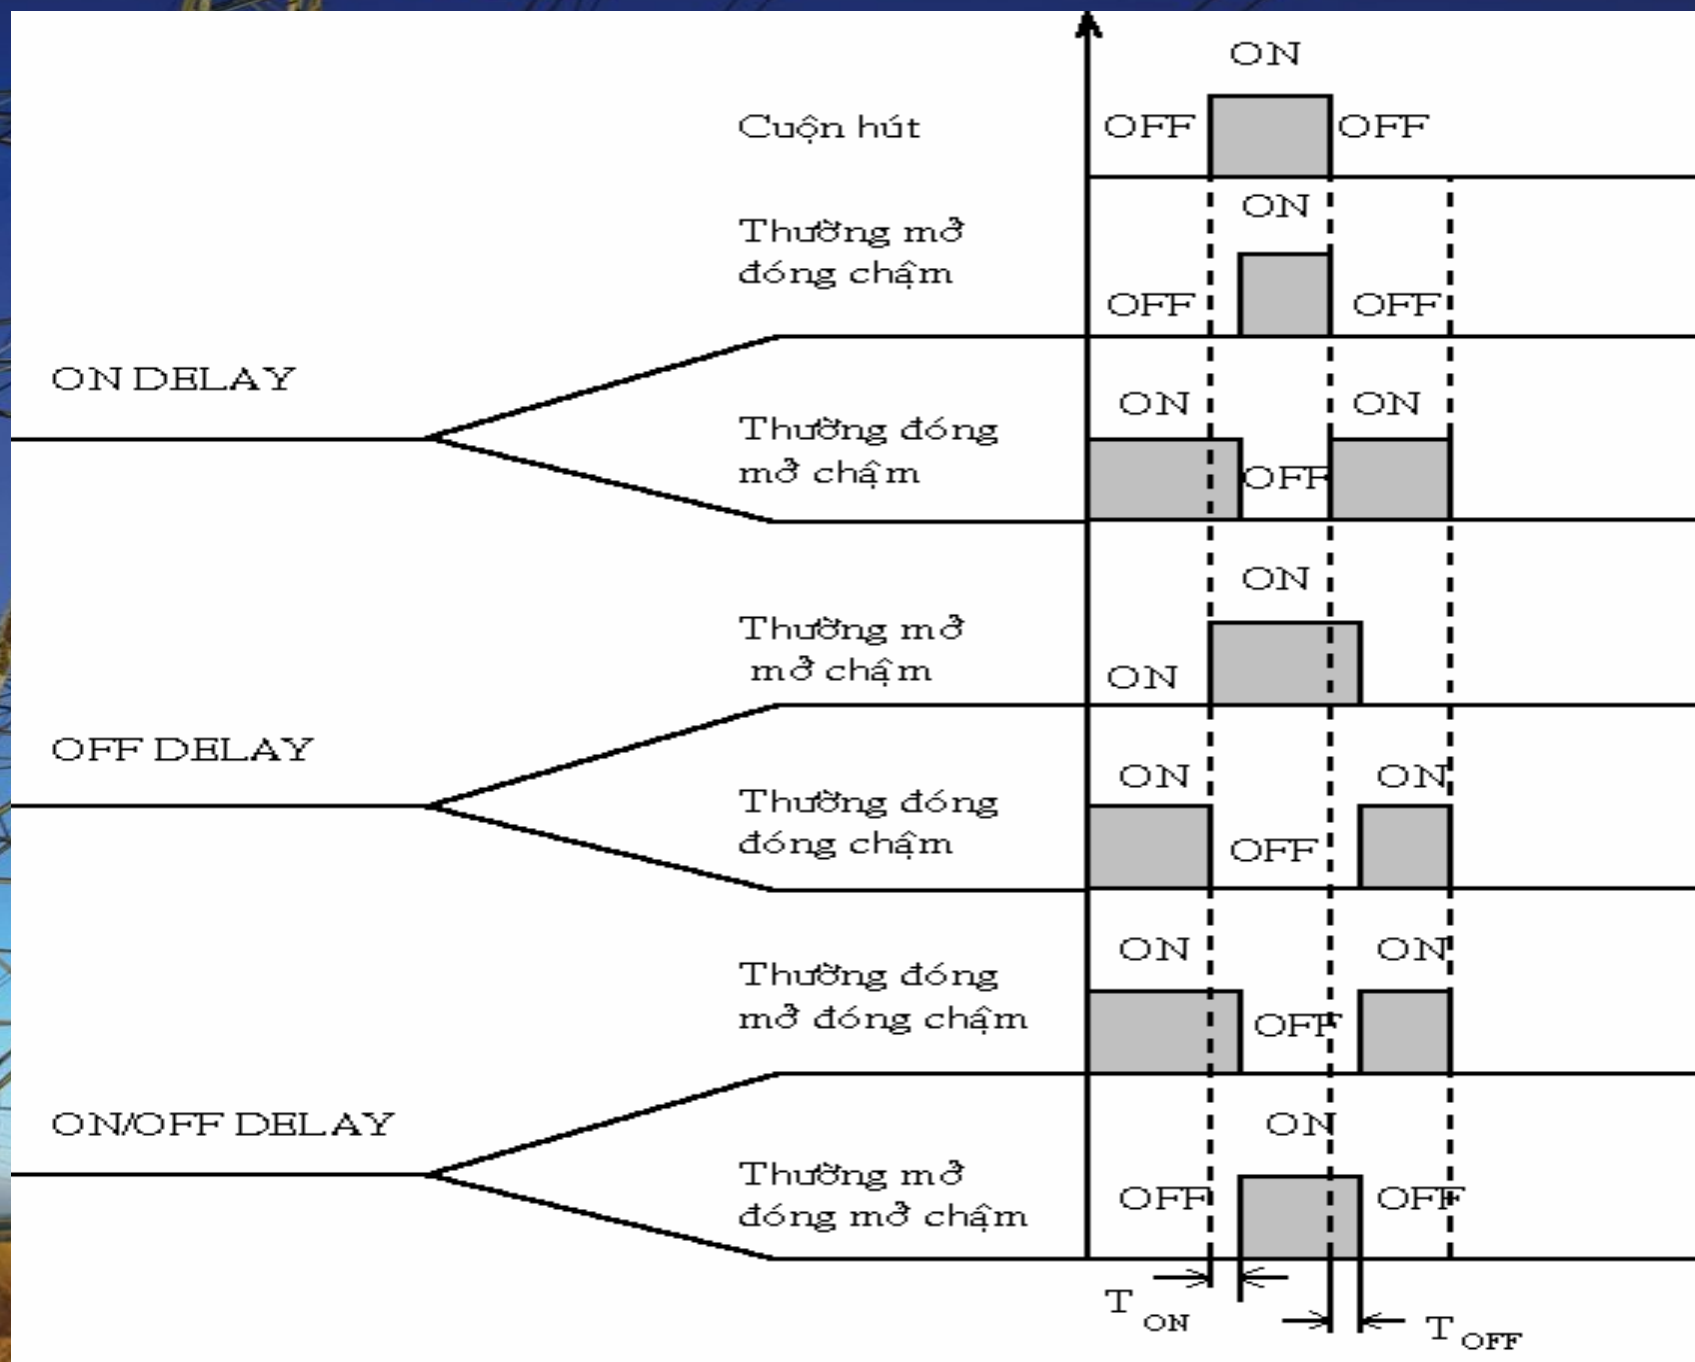 ON
Cuộn hút OFF OFF
ON
Thường mở
đóng chậm
OFF OFF
ON DELAY
ON ON
Thường đóng
mở chậm OFF
ON
Thường mở
mở chậm
ON
OFF DELAY
ON ON
Thường đóng
đóng chậm OFF
ON ON
Thường đóng
mở đóng chậm OFF
ON/OFF DELAY
ON
Thường mở
đóng mở chậm
OFF OFF
T ON
T OFF